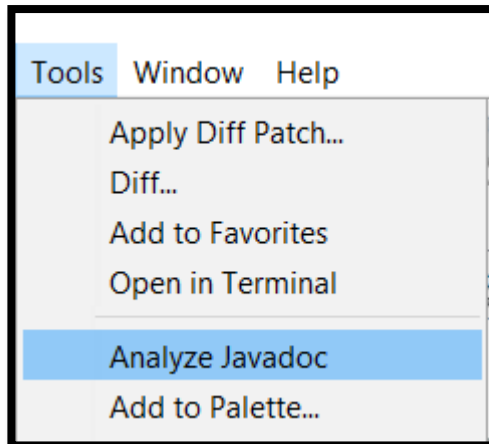 Tools Window Help
Apply Diff Patch...
Diff...
Add to Favorites
Open in Terminal
Analyze Javadoc
Add to Palette...